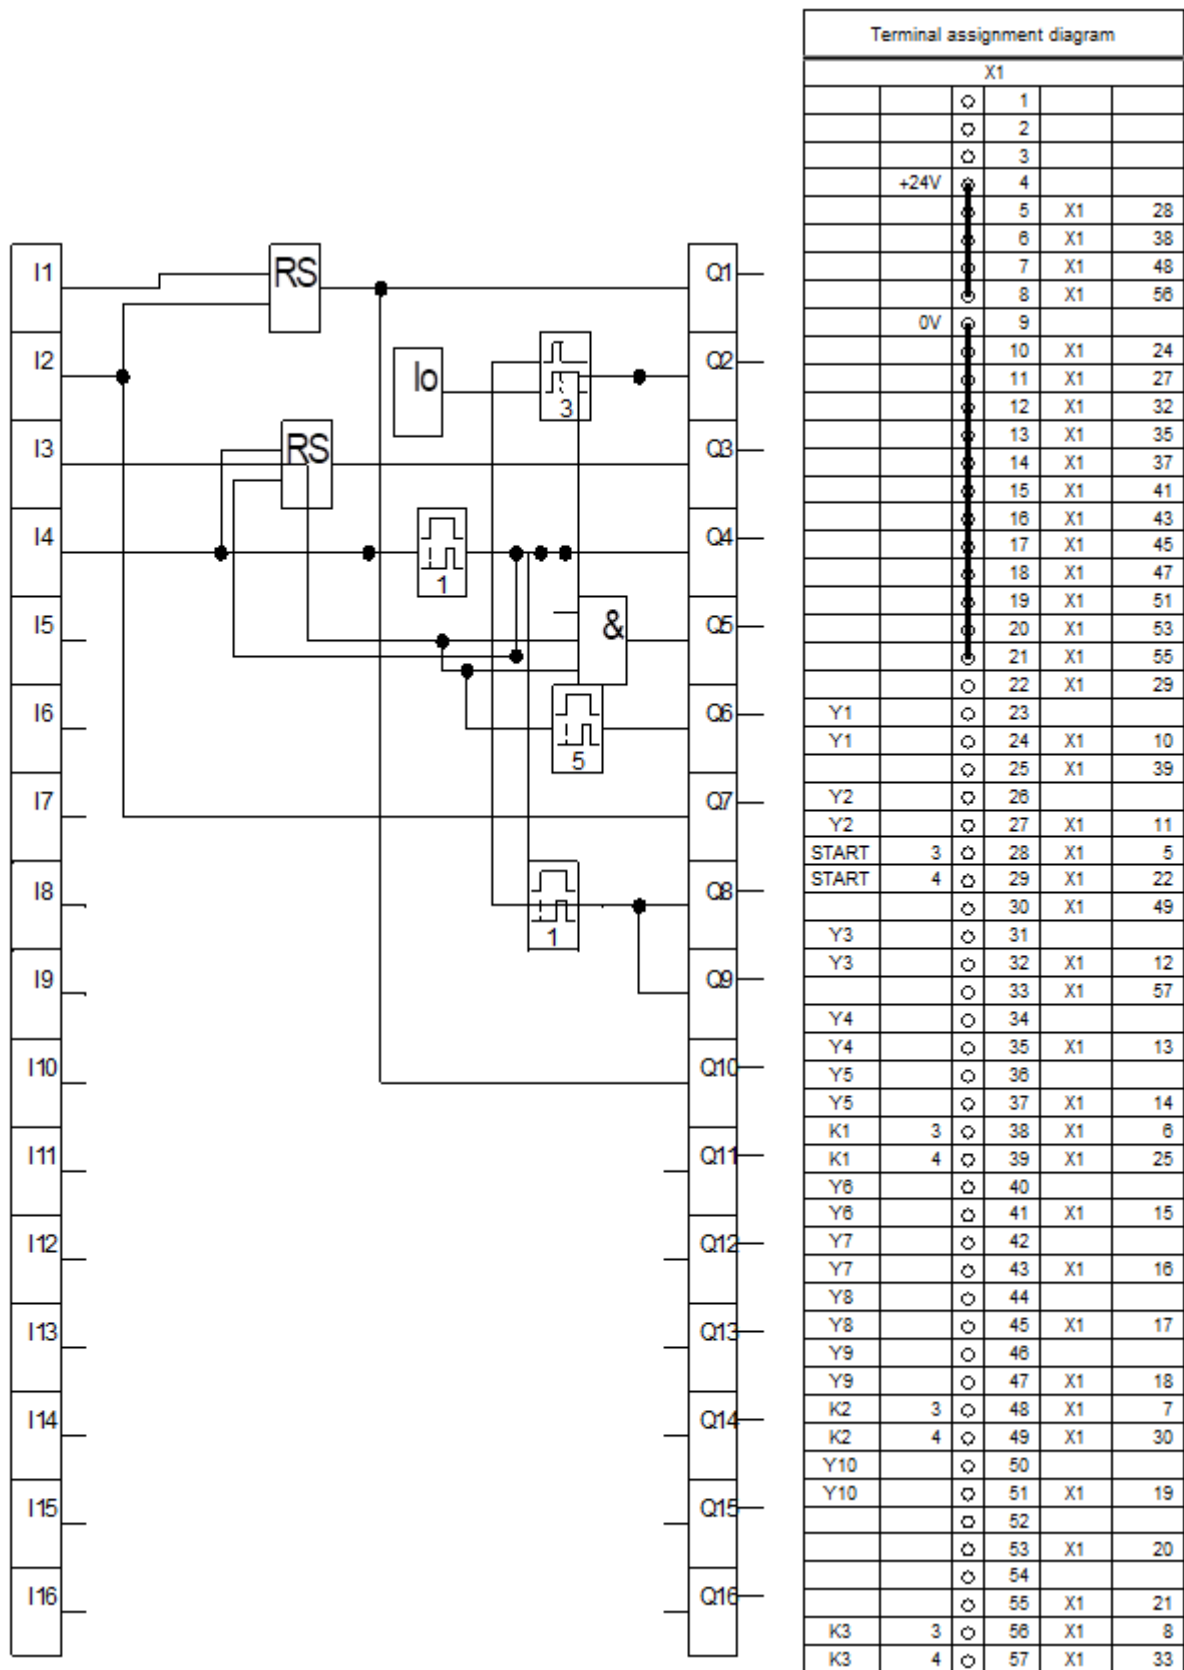 I1
I2
I3
I4
I5
I6
I7
I8
I9
I10
I11
I12
I13
I14
I15
I16
RS
Io
3
RS
1
&
5
1
Q1
Q2
Q3
Q4
Q5
Q6
Q7
Q8
Q9
Q10
Q11
Q12
Q13
Q14
Q15
Q16
Terminal assignment diagram
X1
1
2
3
+24V 4
5 X1 28
6 X1 38
7 X1 48
8 X1 56
0V 9
10 X1 24
11 X1 27
12 X1 32
13 X1 35
14 X1 37
15 X1 41
16 X1 43
17 X1 45
18 X1 47
19 X1 51
20 X1 53
21 X1 55
22 X1 29
Y1 23
Y1 24 X1 10
25 X1 39
Y2 26
Y2 27 X1 11
START 3 28 X1 5
START 4 29 X1 22
30 X1 49
Y3 31
Y3 32 X1 12
33 X1 57
Y4 34
Y4 35 X1 13
Y5 36
Y5 37 X1 14
K1 3 38 X1 6
K1 4 39 X1 25
Y6 40
Y6 41 X1 15
Y7 42
Y7 43 X1 16
Y8 44
Y8 45 X1 17
Y9 46
Y9 47 X1 18
K2 3 48 X1 7
K2 4 49 X1 30
Y10 50
Y10 51 X1 19
52
53 X1 20
54
55 X1 21
K3 3 56 X1 8
K3 4 57 X1 33